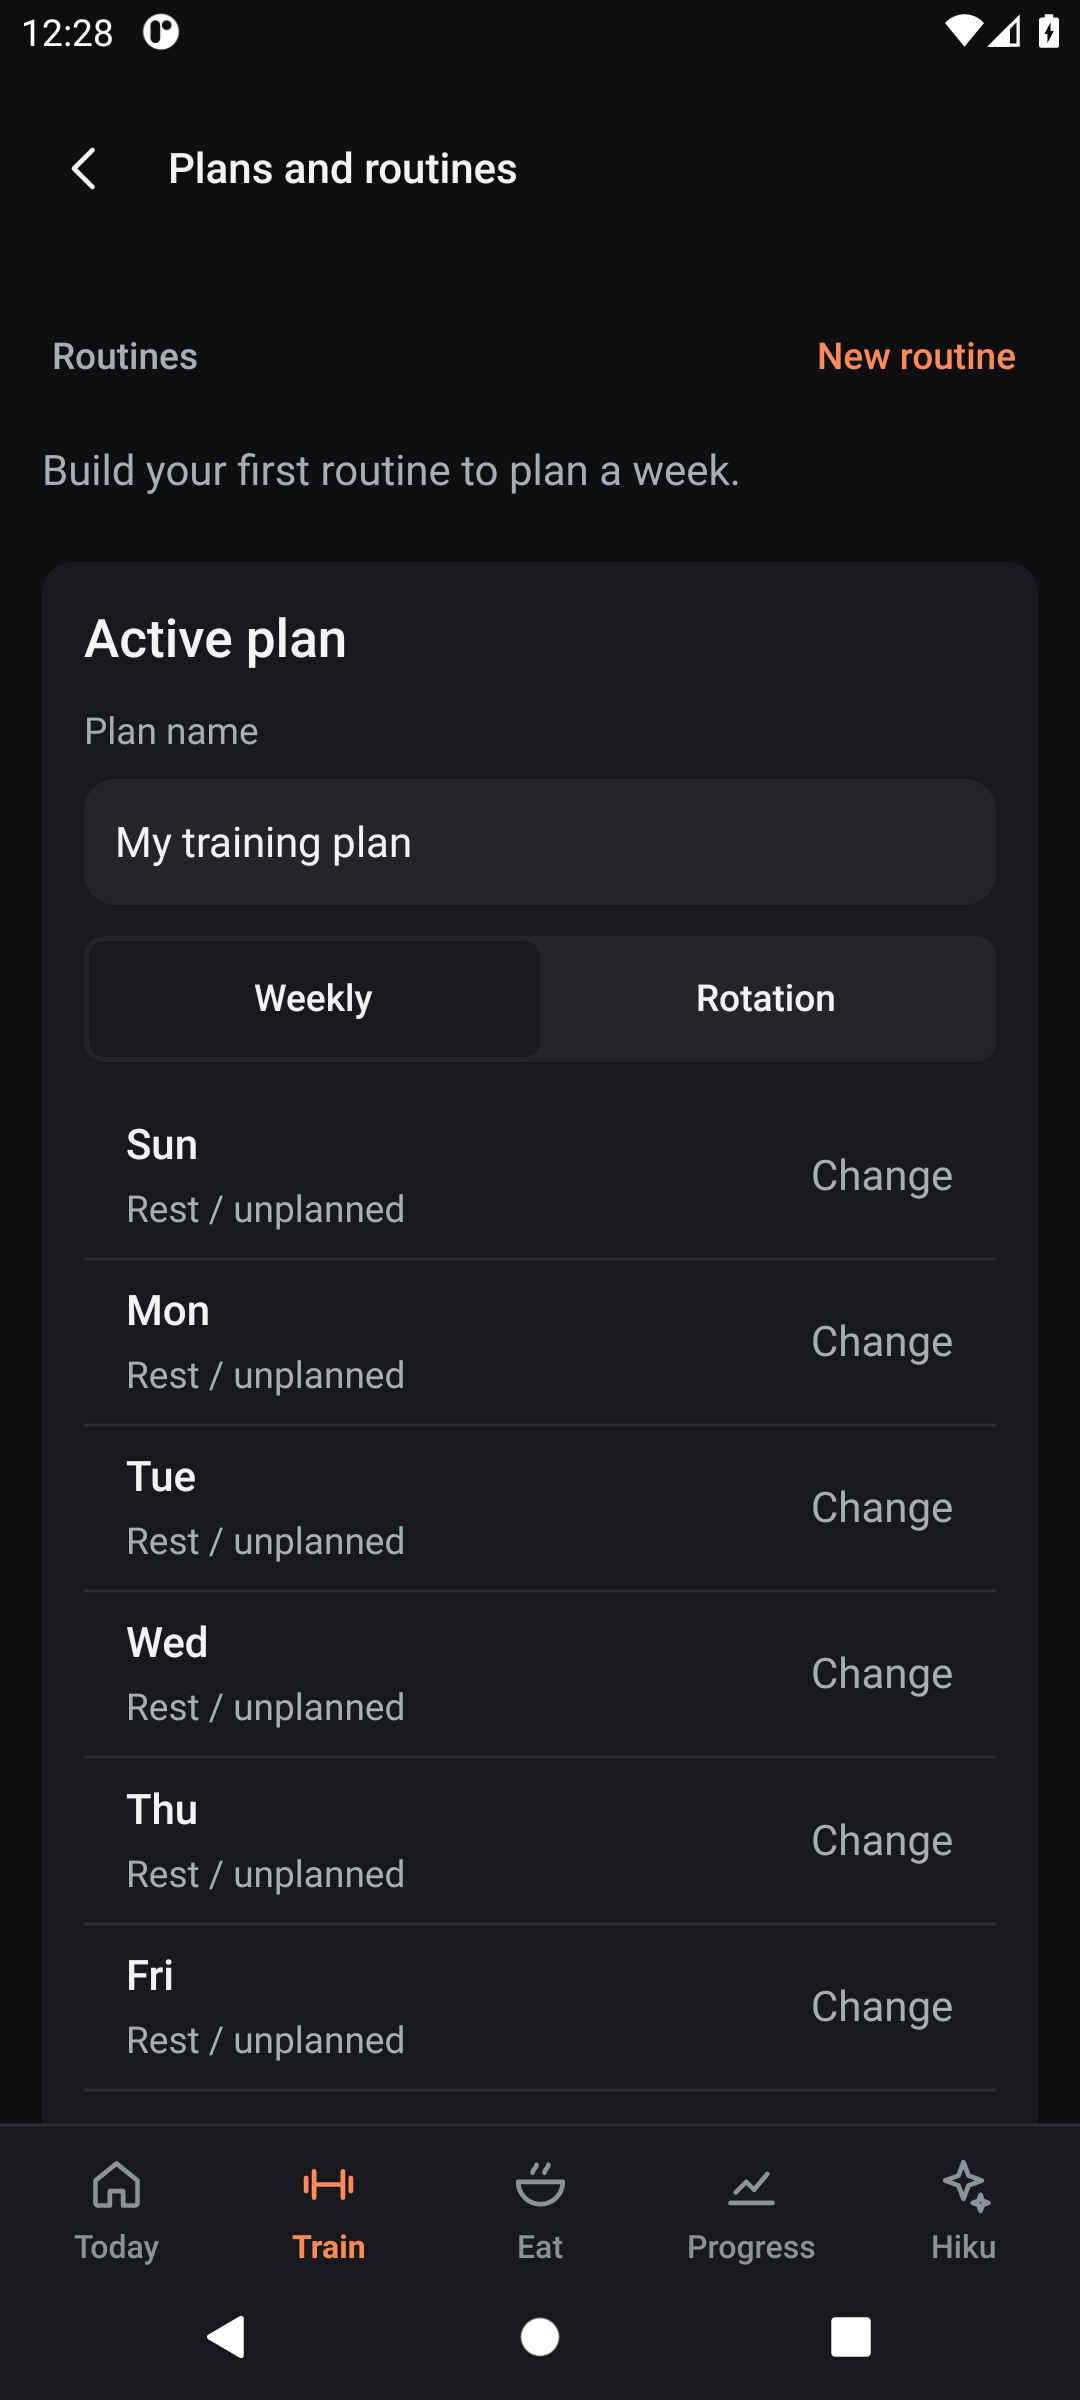 12:28
Plans and routines
Routines
New routine
Build your first routine to plan a week.
Active plan
Plan name
My training plan
Weekly
Rotation
Sun
Rest / unplanned
Change
Mon
Rest / unplanned
Change
Tue
Rest / unplanned
Change
Wed
Rest / unplanned
Change
Thu
Rest / unplanned
Change
Fri
Rest / unplanned
Change
Today
Train
Eat
Progress
Hiku